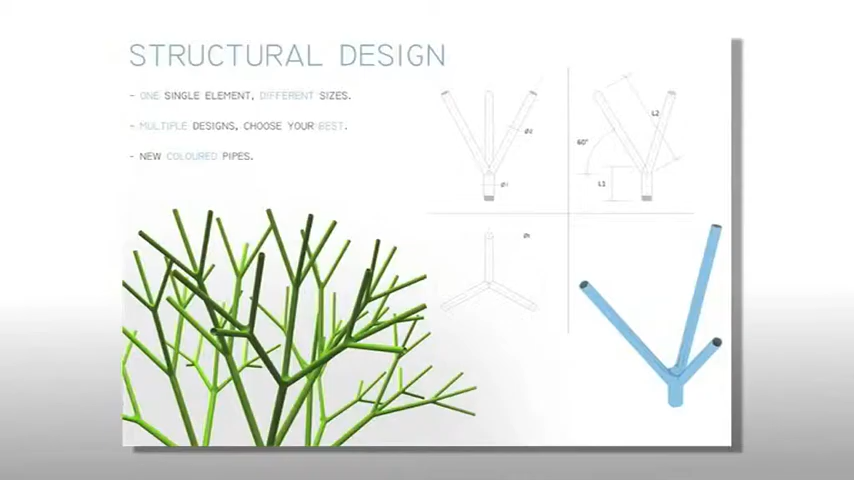 STRUCTURAL DESIGN
- ONE SINGLE ELEMENT, DIFFERENT SIZES.
- MULTIPLE DESIGNS, CHOOSE YOUR BEST.
- NEW COLOURED PIPES.
L2
60°
L1